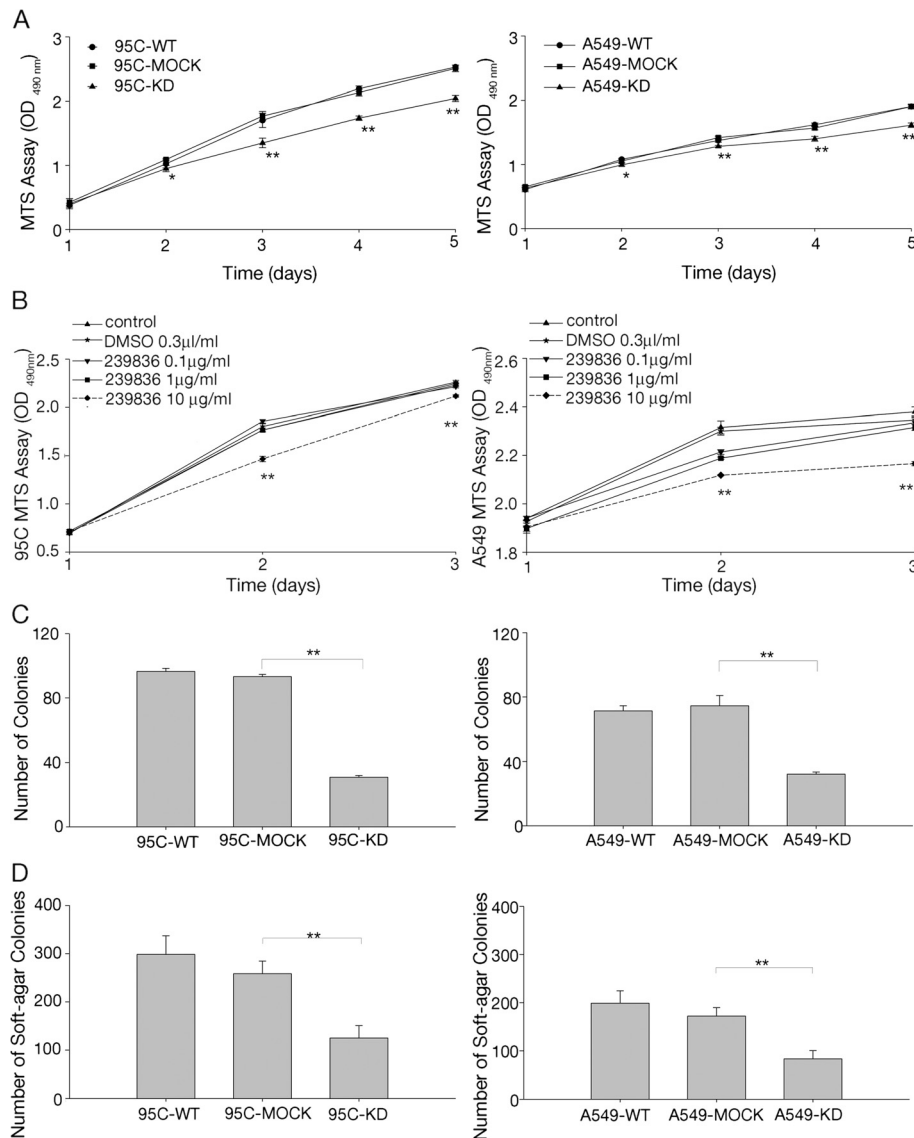 A
95C-WT
95C-MOCK
95C-KD
MTS Assay (OD 490 nm)
3
2
1
0
*
**
**
**
1 2 3 4 5
Time (days)
A549-WT
A549-MOCK
A549-KD
MTS Assay (OD 490 nm)
3
2
1
0
*
**
**
**
1 2 3 4 5
Time (days)
B
control
DMSO 0.3µl/ml
239836 0.1µg/ml
239836 1µg/ml
239836 10 µg/ml
95C MTS Assay (OD 490nm)
2.5
2.0
1.5
1.0
0.5
**
**
1 2 3
Time (days)
control
DMSO 0.3µl/ml
239836 0.1µg/ml
239836 1µg/ml
239836 10 µg/ml
A549 MTS Assay (OD 490nm)
2.6
2.4
2.2
2.0
1.8
**
**
1 2 3
Time (days)
C
Number of Colonies
120
80
40
0
**
95C-WT 95C-MOCK 95C-KD
Number of Colonies
120
80
40
0
**
A549-WT A549-MOCK A549-KD
D
Number of Soft-agar Colonies
400
300
200
100
0
**
95C-WT 95C-MOCK 95C-KD
Number of Soft-agar Colonies
400
300
200
100
0
**
A549-WT A549-MOCK A549-KD